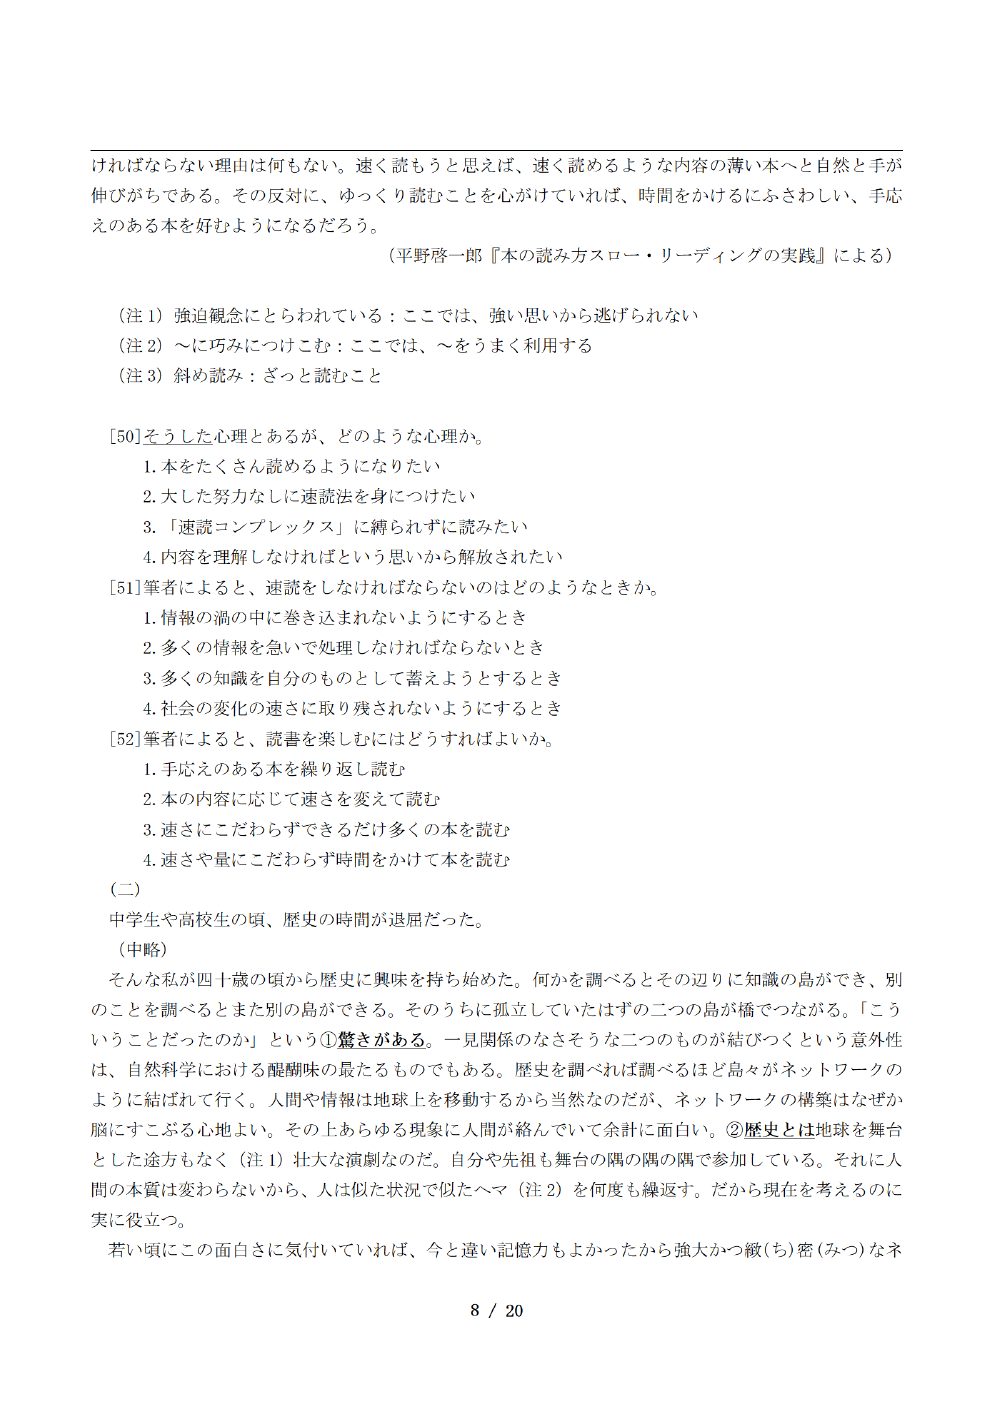 ければならない理由は何もない。速く読もうと思えば、速く読めるような内容の薄い本へと自然と手が
伸びがちである。その反対に、ゆっくり読むことを心がけていれば、時間をかけるにふさわしい、手応
えのある本を好むようになるだろう。
（平野啓一郎『本の読み方スロー・リーディングの実践』による）
（注 1）強迫観念にとらわれている：ここでは、強い思いから逃げられない
（注 2）～に巧みにつけこむ：ここでは、～をうまく利用する
（注 3）斜め読み：ざっと読むこと
[50]そうした心理とあるが、どのような心理か。
1.本をたくさん読めるようになりたい
2.大した努力なしに速読法を身につけたい
3.「速読コンプレックス」に縛られずに読みたい
4.内容を理解しなければという思いから解放されたい
[51]筆者によると、速読をしなければならないのはどのようなときか。
1.情報の渦の中に巻き込まれないようにするとき
2.多くの情報を急いで処理しなければならないとき
3.多くの知識を自分のものとして蓄えようとするとき
4.社会の変化の速さに取り残されないようにするとき
[52]筆者によると、読書を楽しむにはどうすればよいか。
1.手応えのある本を繰り返し読む
2.本の内容に応じて速さを変えて読む
3.速さにこだわらずできるだけ多くの本を読む
4.速さや量にこだわらず時間をかけて本を読む
（二）
中学生や高校生の頃、歴史の時間が退屈だった。
（中略）
そんな私が四十歳の頃から歴史に興味を持ち始めた。何かを調べるとその辺りに知識の島ができ、別
のことを調べるとまた別の島ができる。そのうちに孤立していたはずの二つの島が橋でつながる。「こう
いうことだったのか」という①驚きがある。一見関係のなさそうな二つのものが結びつくという意外性
は、自然科学における醍醐味の最たるものでもある。歴史を調べれば調べるほど島々がネットワークの
ように結ばれて行く。人間や情報は地球上を移動するから当然なのだが、ネットワークの構築はなぜか
脳にすこぶる心地よい。その上あらゆる現象に人間が絡んでいて余計に面白い。②歴史とは地球を舞台
とした途方もなく（注 1）壮大な演劇なのだ。自分や先祖も舞台の隅の隅の隅で参加している。それに人
間の本質は変わらないから、人は似た状況で似たヘマ（注 2）を何度も繰返す。だから現在を考えるのに
実に役立つ。
若い頃にこの面白さに気付いていれば、今と違い記憶力もよかったから強大かつ緻(ち)密(みつ)なネ
8 / 20